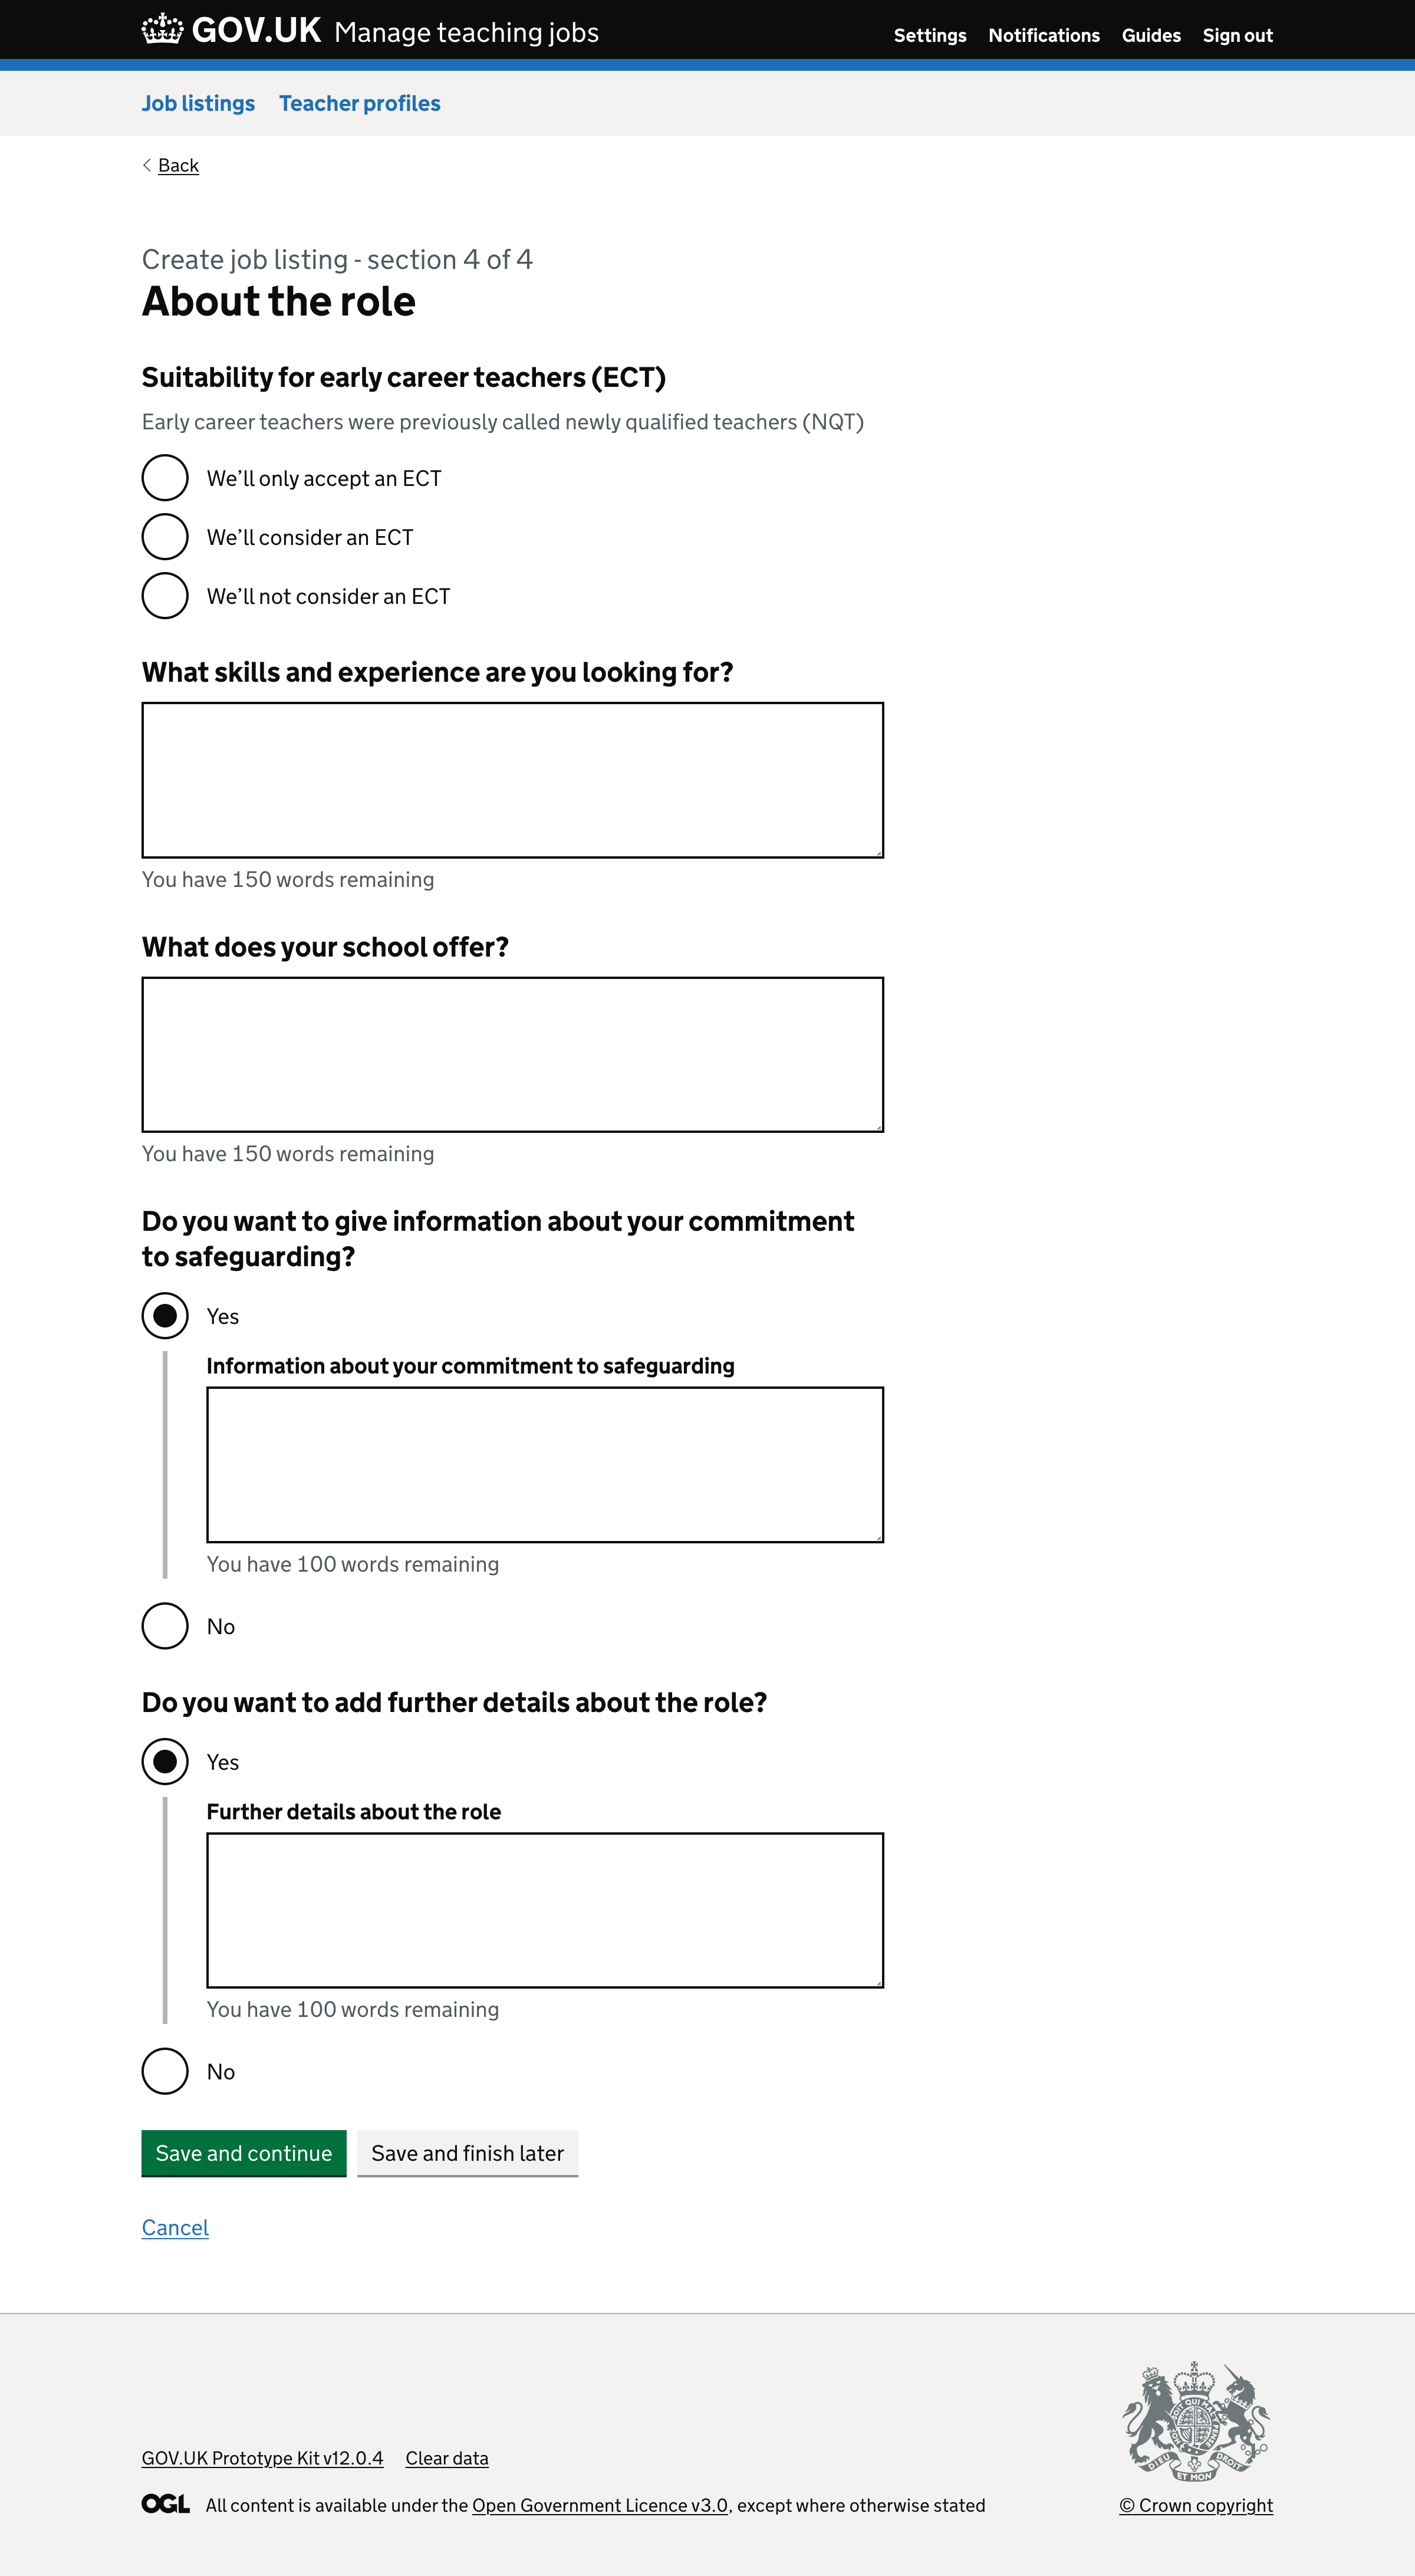 GOV.UK Manage teaching jobs
Settings Notifications Guides Sign out
Job listings Teacher profiles
Back
Create job listing - section 4 of 4
About the role
Suitability for early career teachers (ECT)
Early career teachers were previously called newly qualified teachers (NQT)
We’ll only accept an ECT
We’ll consider an ECT
We’ll not consider an ECT
What skills and experience are you looking for?
You have 150 words remaining
What does your school offer?
You have 150 words remaining
Do you want to give information about your commitment
to safeguarding?
Yes
Information about your commitment to safeguarding
You have 100 words remaining
No
Do you want to add further details about the role?
Yes
Further details about the role
You have 100 words remaining
No
Save and continue Save and finish later
Cancel
DIEU ET MON DROIT
GOV.UK Prototype Kit v12.0.4 Clear data
OGL All content is available under the Open Government Licence v3.0, except where otherwise stated
© Crown copyright